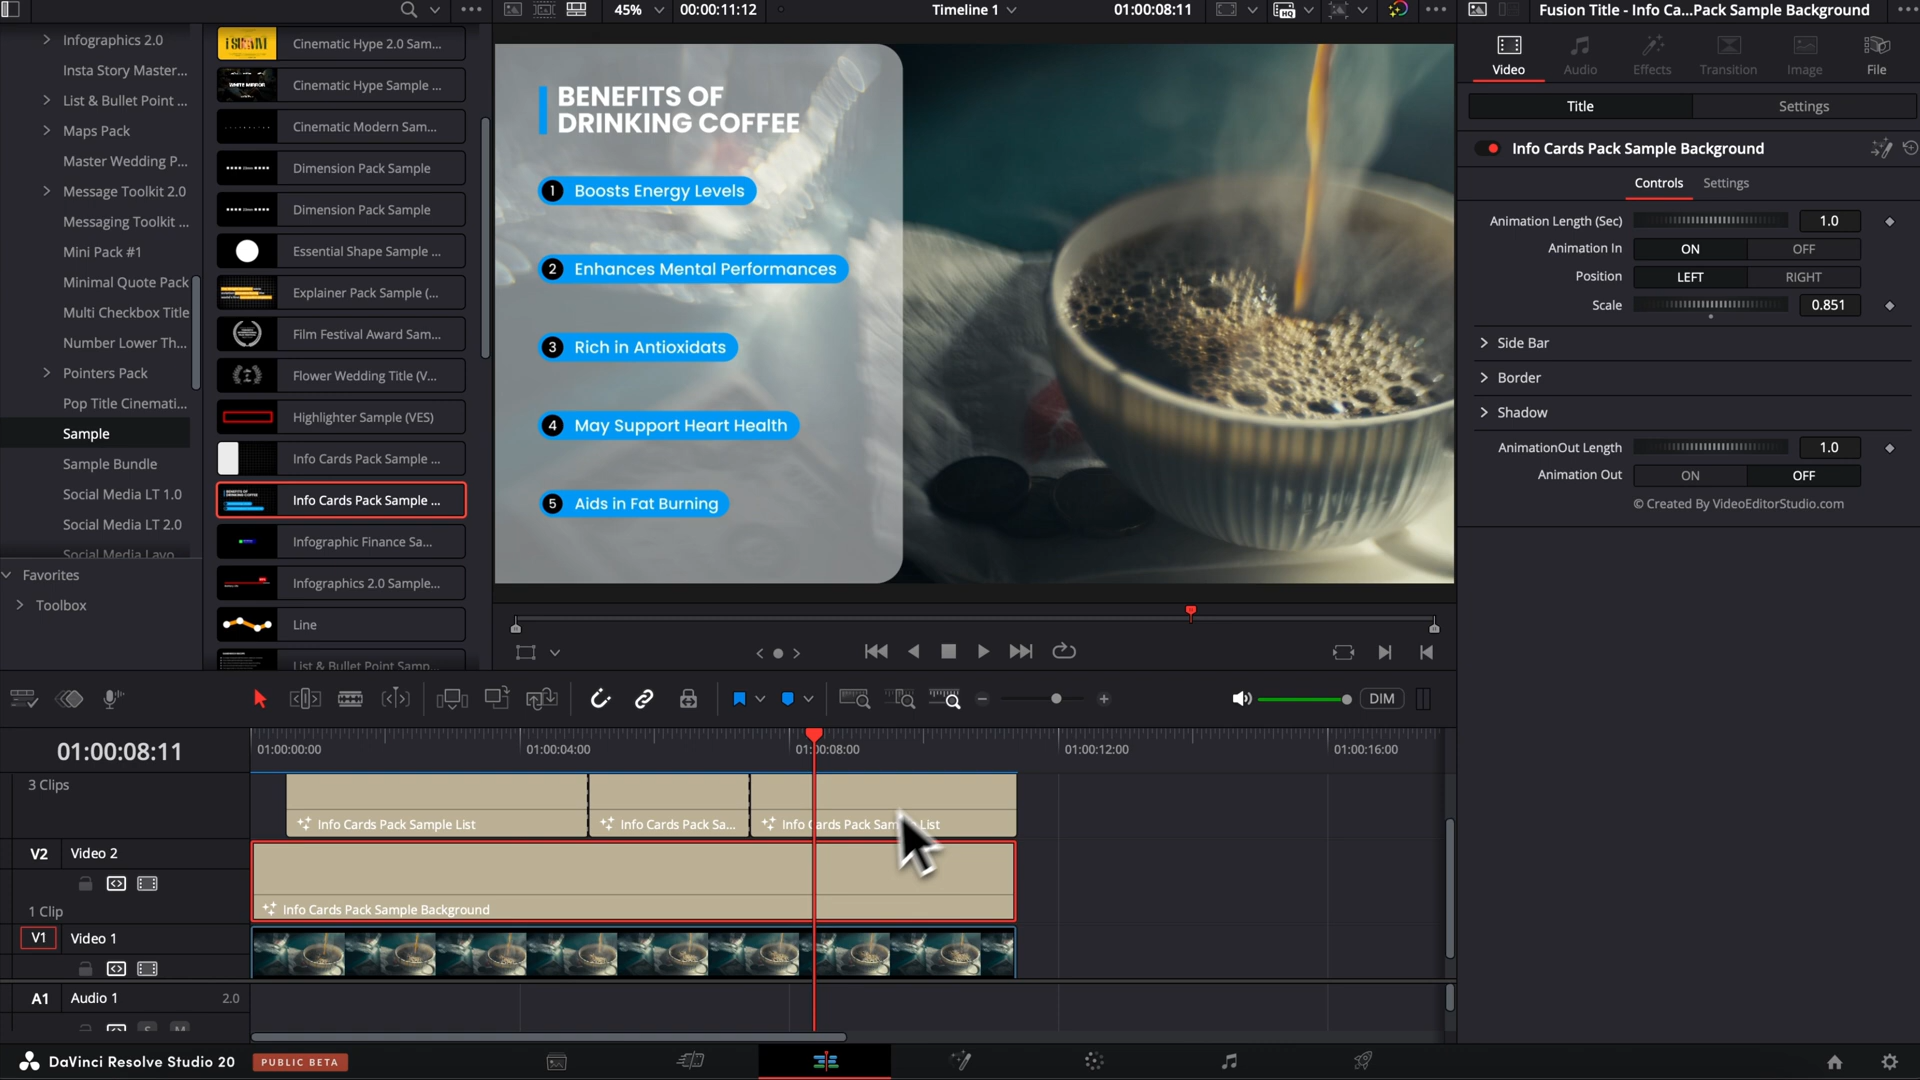 45%
00:00:11:12
Timeline 1
01:00:08:11
Fusion Title - Info Ca...Pack Sample Background
Infographics 2.0
Insta Story Master...
List & Bullet Point ...
Maps Pack
Master Wedding P...
Message Toolkit 2.0
Messaging Toolkit ...
Mini Pack #1
Minimal Quote Pack
Multi Checkbox Title
Number Lower Th...
Pointers Pack
Pop Title Cinemati...
Sample
Sample Bundle
Social Media LT 1.0
Social Media LT 2.0
Social Media Layo
Favorites
Toolbox
Cinematic Hype 2.0 Sam...
Cinematic Hype Sample ...
Cinematic Modern Sam...
Dimension Pack Sample
Dimension Pack Sample
Essential Shape Sample ...
Explainer Pack Sample (...
Film Festival Award Sam...
Flower Wedding Title (V...
Highlighter Sample (VES)
Info Cards Pack Sample ...
Info Cards Pack Sample ...
Infographic Finance Sa...
Infographics 2.0 Sample...
Line
List & Bullet Point Samp...
BENEFITS OF
DRINKING COFFEE
1 Boosts Energy Levels
2 Enhances Mental Performances
3 Rich in Antioxidats
4 May Support Heart Health
5 Aids in Fat Burning
Video
Audio
Effects
Transition
Image
File
Title
Settings
Info Cards Pack Sample Background
Controls
Settings
Animation Length (Sec) 1.0
Animation In ON OFF
Position LEFT RIGHT
Scale 0.851
Side Bar
Border
Shadow
AnimationOut Length 1.0
Animation Out ON OFF
© Created By VideoEditorStudio.com
DIM
01:00:08:11
01:00:00:00
01:00:04:00
01:00:08:00
01:00:12:00
01:00:16:00
3 Clips
Info Cards Pack Sample List
Info Cards Pack Sa...
Info Cards Pack Sample List
V2 Video 2
1 Clip
Info Cards Pack Sample Background
V1 Video 1
A1 Audio 1 2.0
S M
DaVinci Resolve Studio 20
PUBLIC BETA